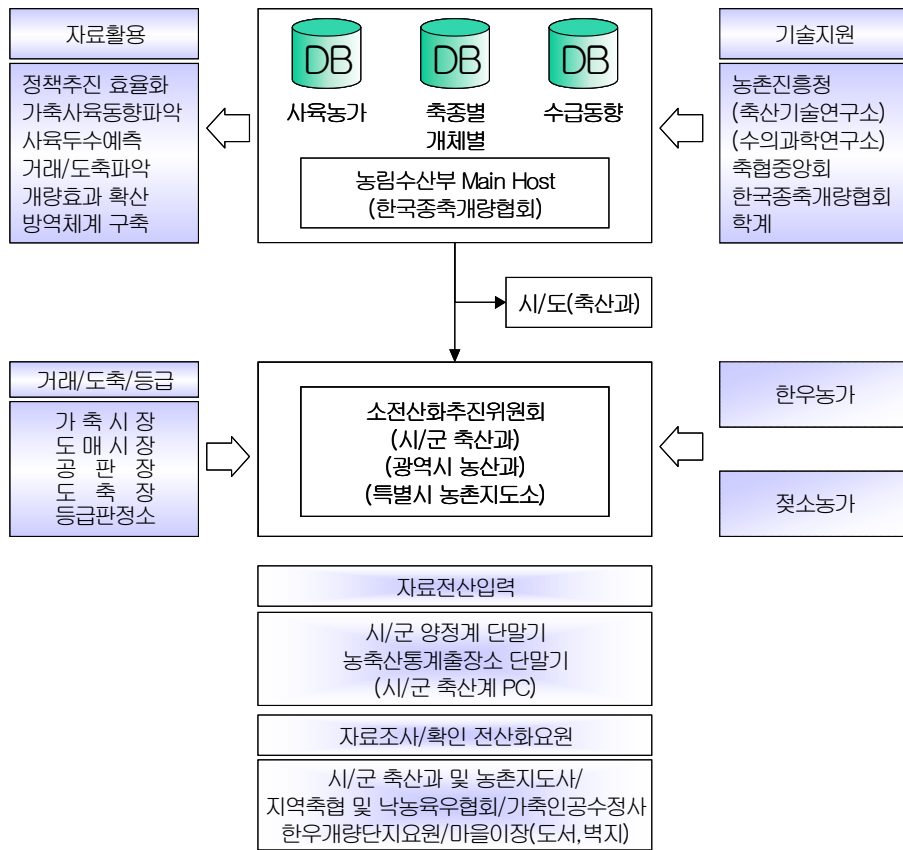 자료활용
정책추진 효율화
가축사육동향파악
사육두수예측
거래/도축파악
개량효과 확산
방역체계 구축
DB
DB
DB
사육농가
축종별
개체별
수급동향
농림수산부 Main Host
(한국종축개량협회)
기술지원
농촌진흥청
(축산기술연구소)
(수의과학연구소)
축협중앙회
한국종축개량협회
학계
시/도(축산과)
거래/도축/등급
가 축 시 장
도 매 시 장
공 판 장
도 축 장
등급판정소
소전산화추진위원회
(시/군 축산과)
(광역시 농산과)
(특별시 농촌지도소)
한우농가
젖소농가
자료전산입력
시/군 양정계 단말기
농축산통계출장소 단말기
(시/군 축산계 PC)
자료조사/확인 전산화요원
시/군 축산과 및 농촌지도사/
지역축협 및 낙농육우협회/가축인공수정사
한우개량단지요원/마을이장(도서,벽지)